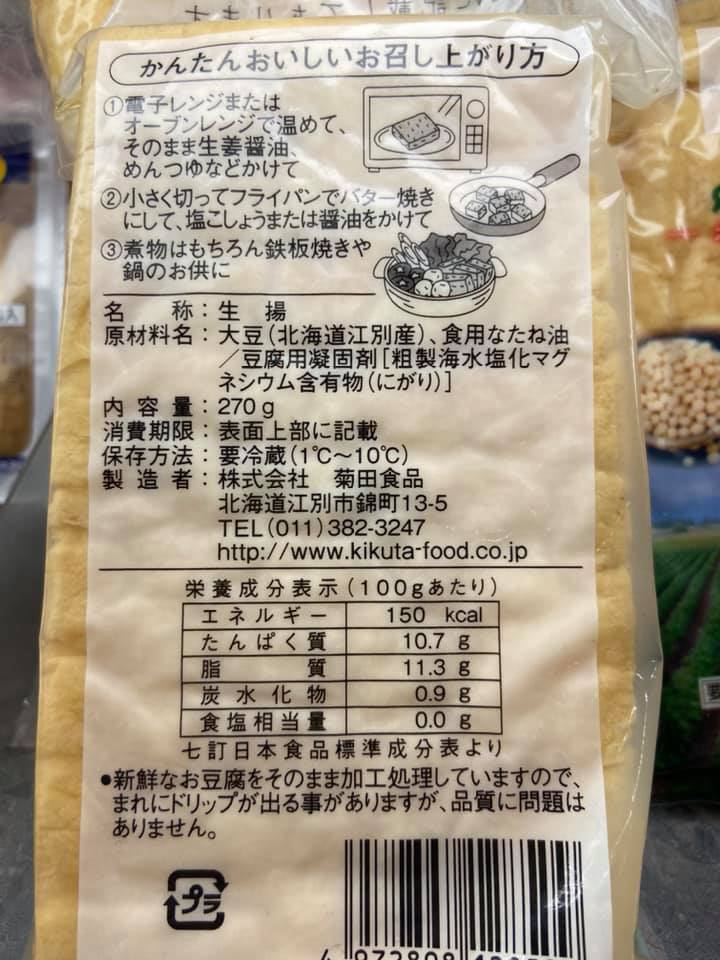 かんたんおいしいお召し上がり方
①電子レンジまたは
オーブンレンジで温めて、
そのまま生姜醤油、
めんつゆなどかけて
②小さく切ってフライパンでバター焼き
にして、塩こしょうまたは醤油をかけて
③煮物はもちろん鉄板焼きや
鍋のお供に
名称：生揚
原材料名：大豆（北海道江別産）、食用なたね油
／豆腐用凝固剤［粗製海水塩化マグ
ネシウム含有物（にがり）］
内容量：270g
消費期限：表面上部に記載
保存方法：要冷蔵（1℃〜10℃）
製造者：株式会社 菊田食品
北海道江別市錦町13-5
TEL（011）382-3247
http://www.kikuta-food.co.jp
栄養成分表示（100gあたり）
エネルギー 150 kcal
たんぱく質 10.7 g
脂質 11.3 g
炭水化物 0.9 g
食塩相当量 0.0 g
七訂日本食品標準成分表より
●新鮮なお豆腐をそのまま加工処理していますので、
まれにドリップが出る事がありますが、品質に問題は
ありません。
プラ